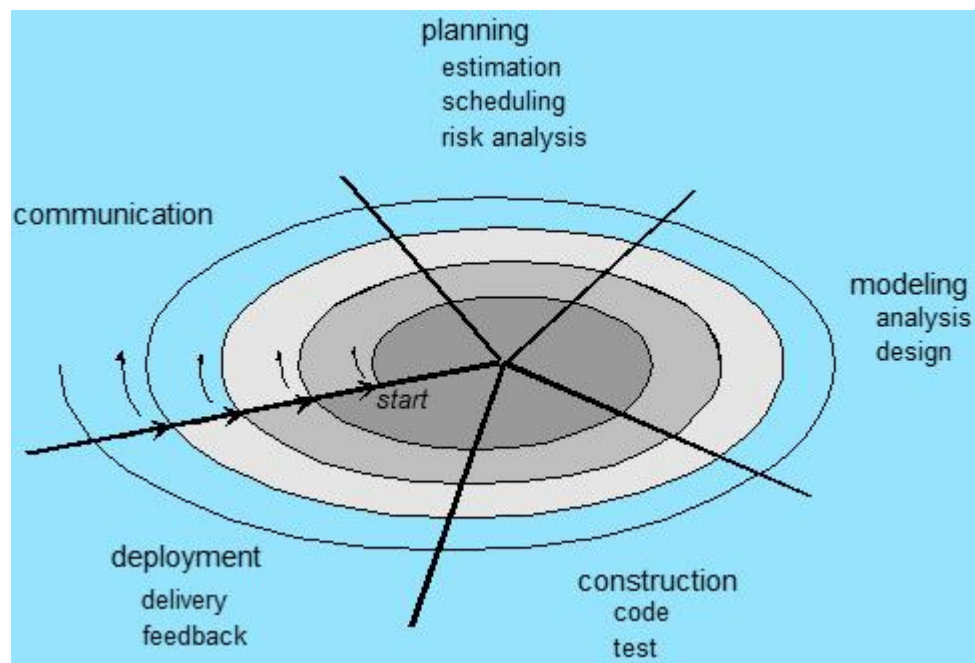 planning
estimation
scheduling
risk analysis
communication
modeling
analysis
design
start
deployment
delivery
feedback
construction
code
test